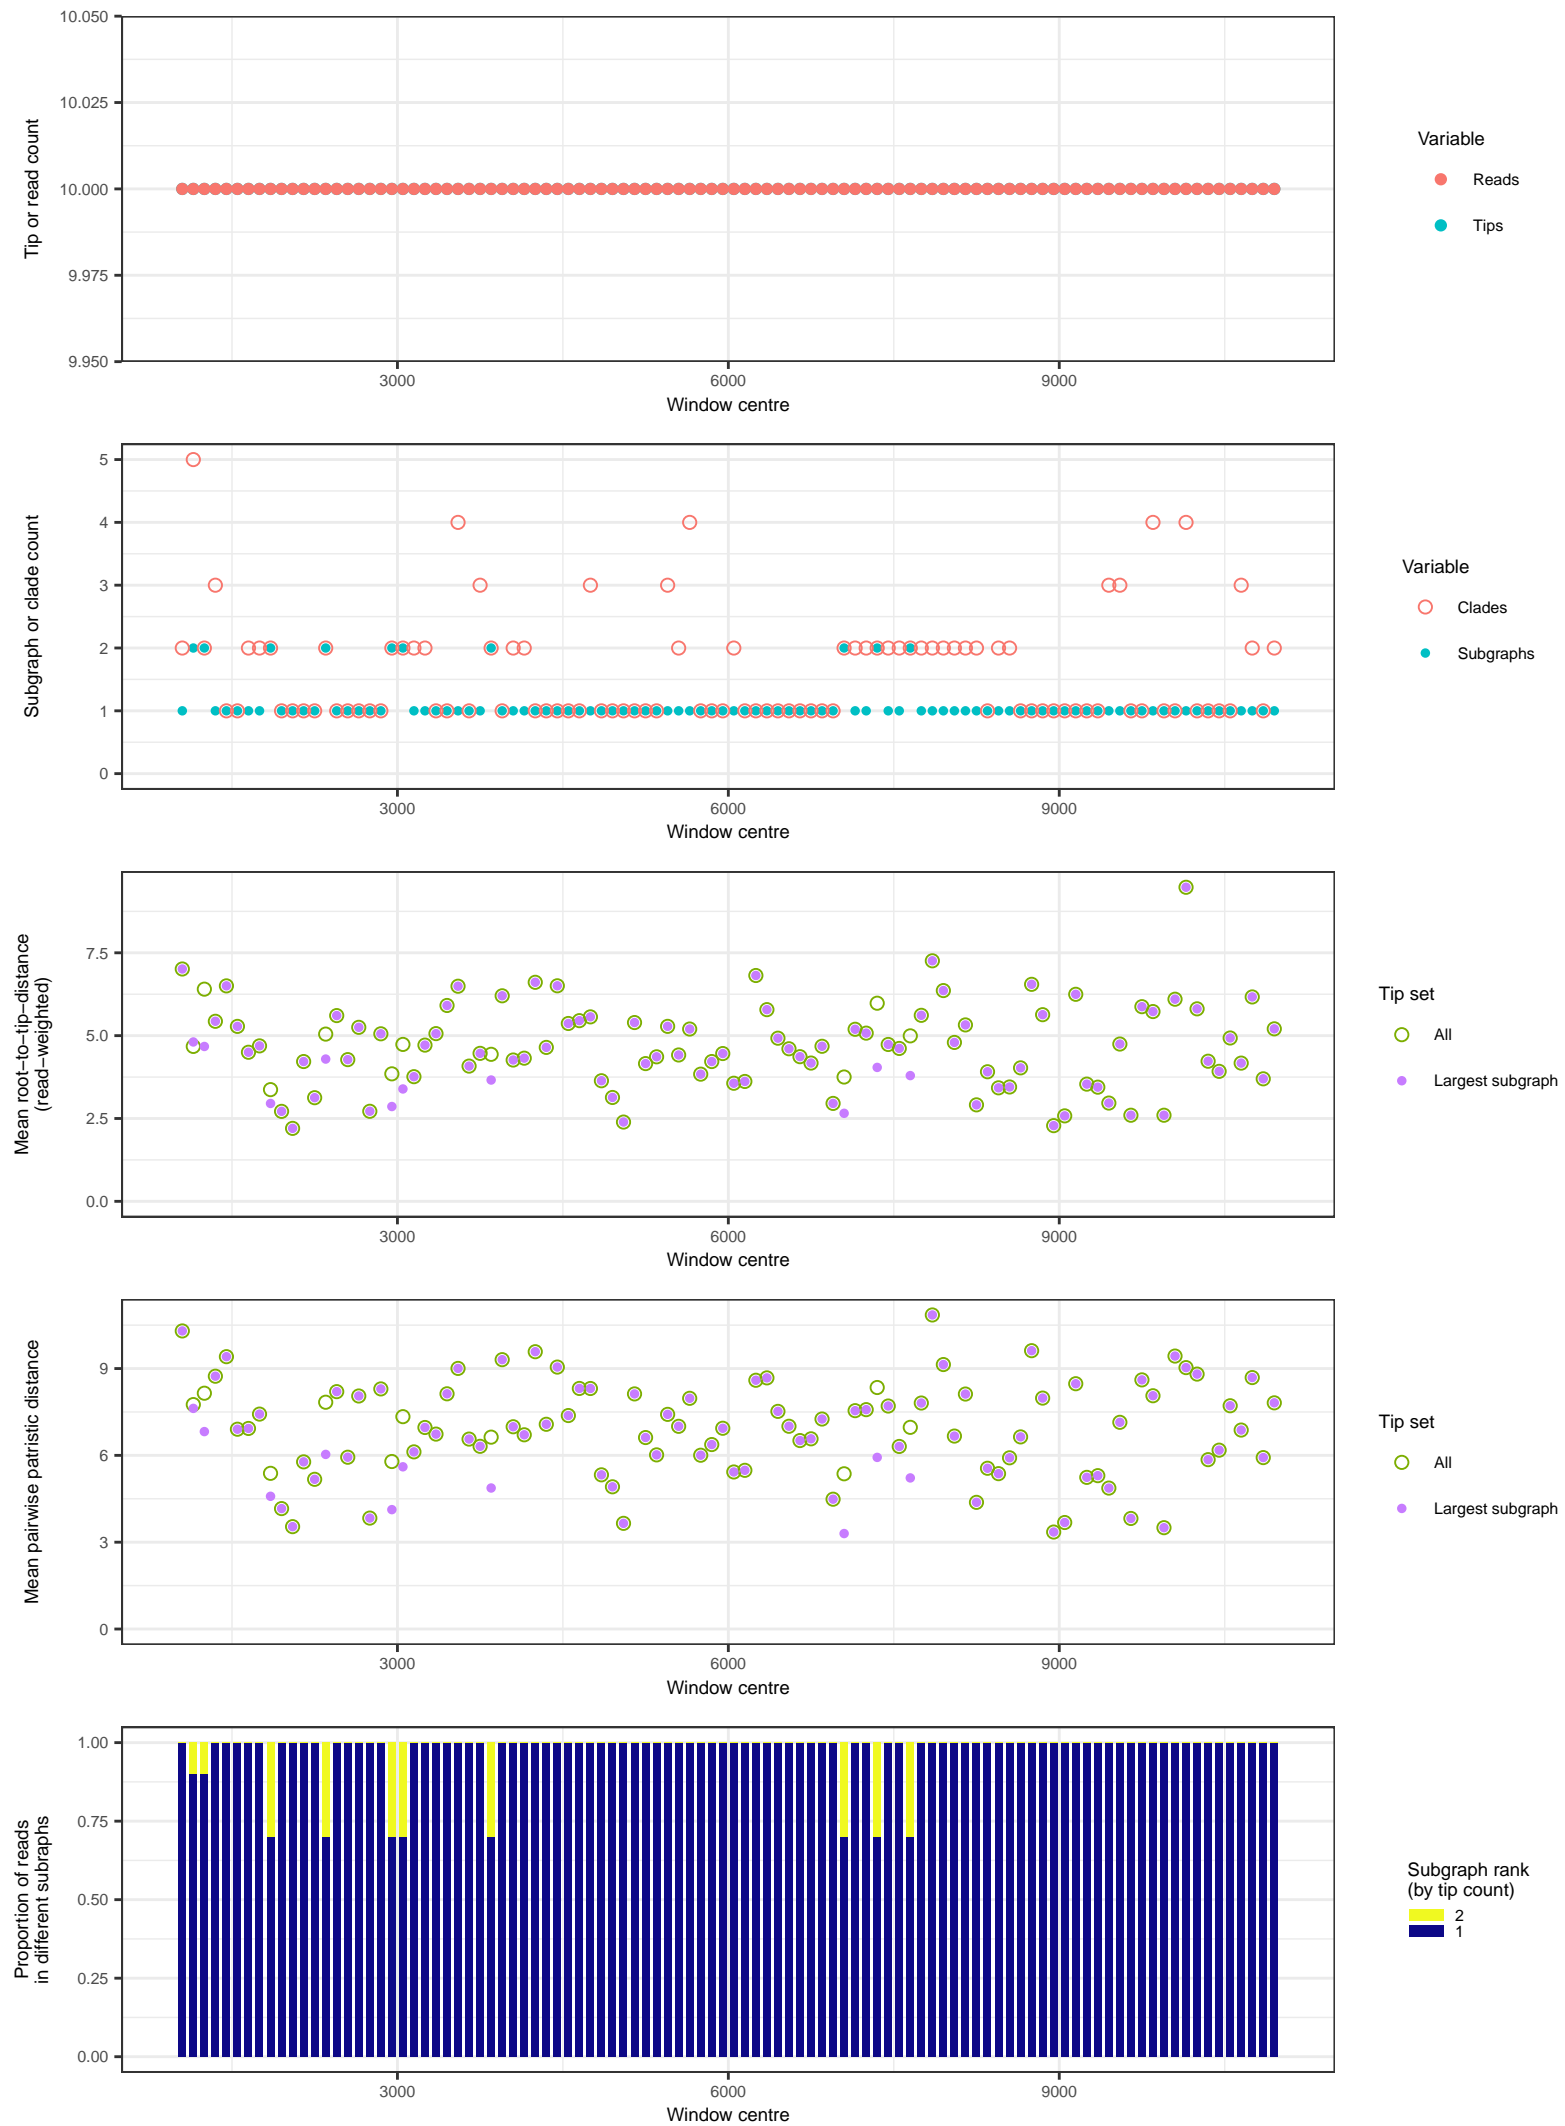 10.050
10.025
10.000
9.975
9.950
Tip or read count
3000
6000
9000
Window centre
Variable
Reads
Tips
5
4
3
2
1
0
Subgraph or clade count
3000
6000
9000
Window centre
Variable
Clades
Subgraphs
7.5
5.0
2.5
0.0
Mean root−to−tip−distance
(read−weighted)
3000
6000
9000
Window centre
Tip set
All
Largest subgraph
9
6
3
0
Mean pairwise patristic distance
3000
6000
9000
Window centre
Tip set
All
Largest subgraph
1.00
0.75
0.50
0.25
0.00
Proportion of reads
in different subraphs
3000
6000
9000
Window centre
Subgraph rank
(by tip count)
2
1